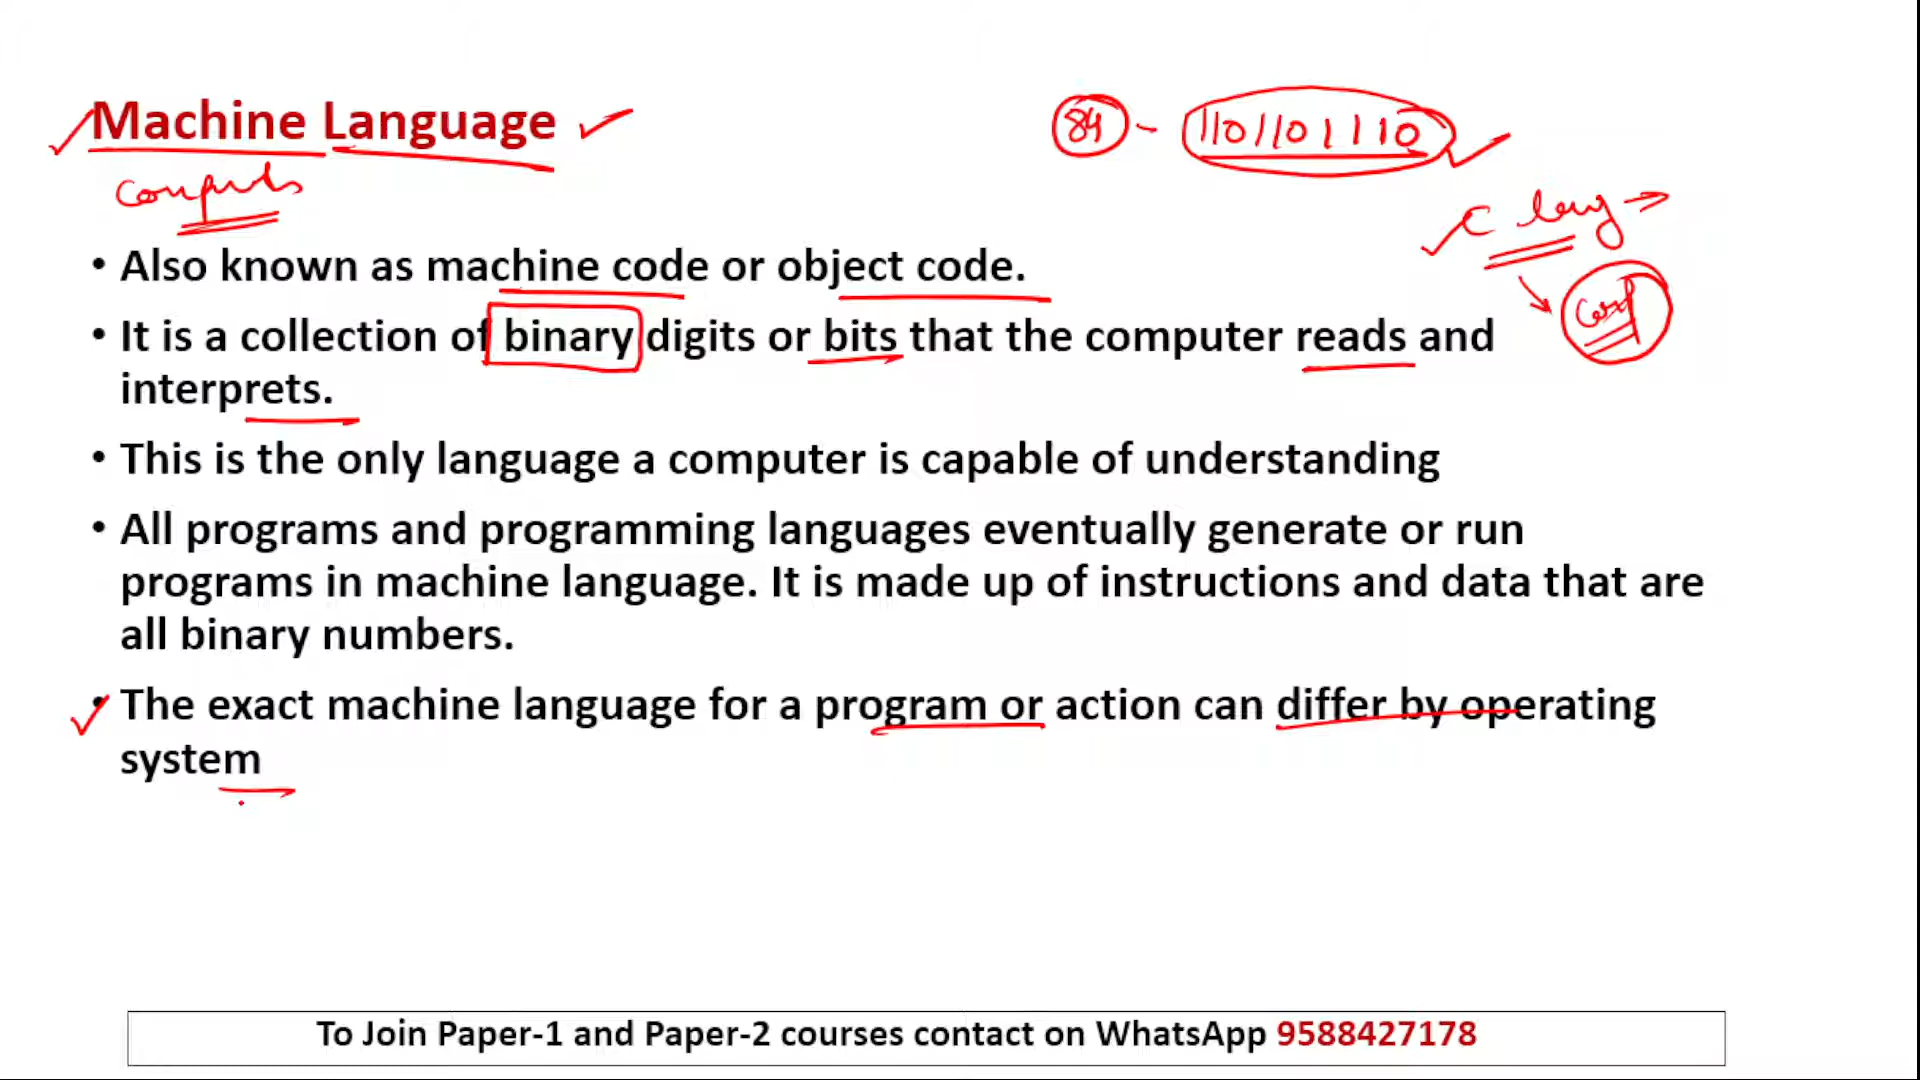 Machine Language
84 - 1101101110
C lang →
• Also known as machine code or object code.
• It is a collection of binary digits or bits that the computer reads and
interprets.
• This is the only language a computer is capable of understanding
• All programs and programming languages eventually generate or run
programs in machine language. It is made up of instructions and data that are
all binary numbers.
• The exact machine language for a program or action can differ by operating
system
To Join Paper-1 and Paper-2 courses contact on WhatsApp 9588427178